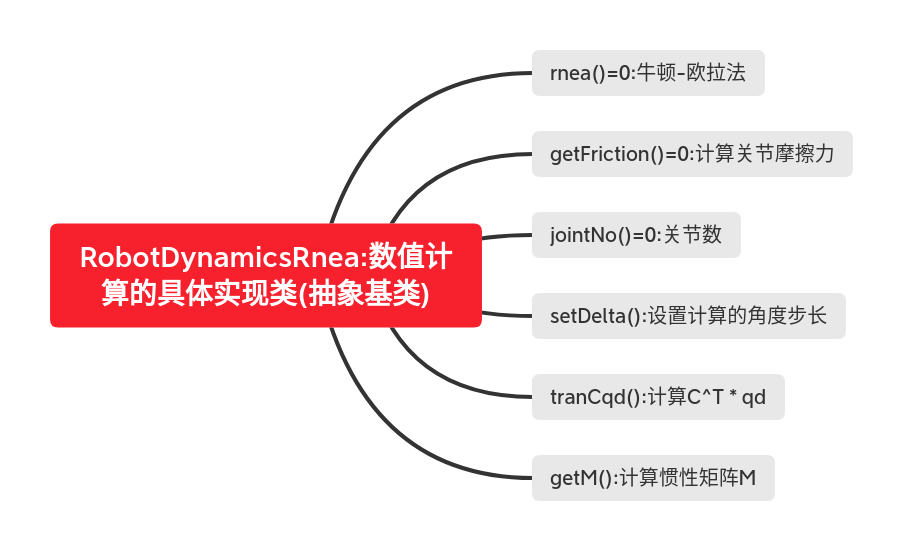 RobotDynamicsRnea:数值计
算的具体实现类(抽象基类)
rnea()=0:牛顿-欧拉法
getFriction()=0:计算关节摩擦力
jointNo()=0:关节数
setDelta():设置计算的角度步长
tranCqd():计算C^T * qd
getM():计算惯性矩阵M